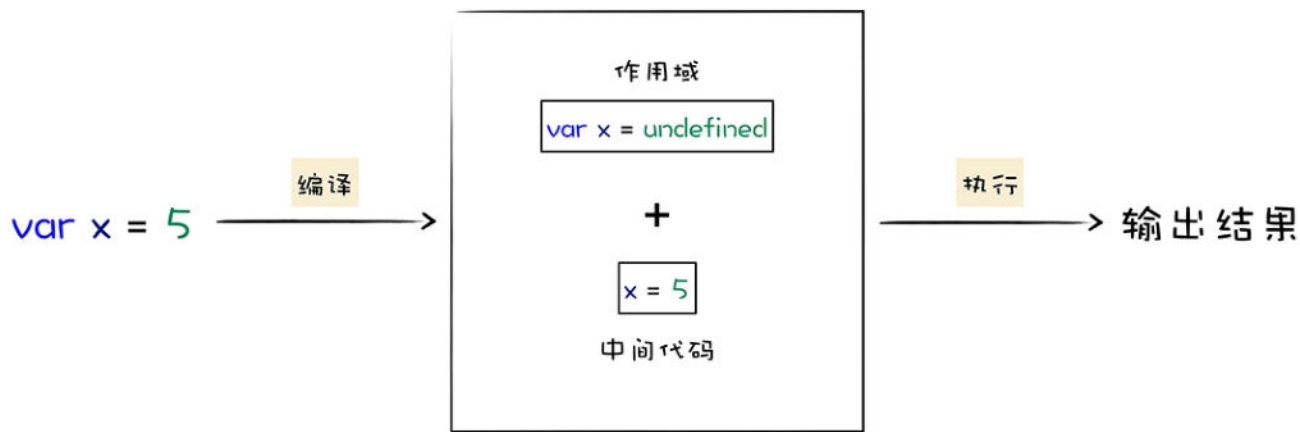 var x = 5
编译
作用域
var x = undefined
+
x = 5
中间代码
执行
输出结果